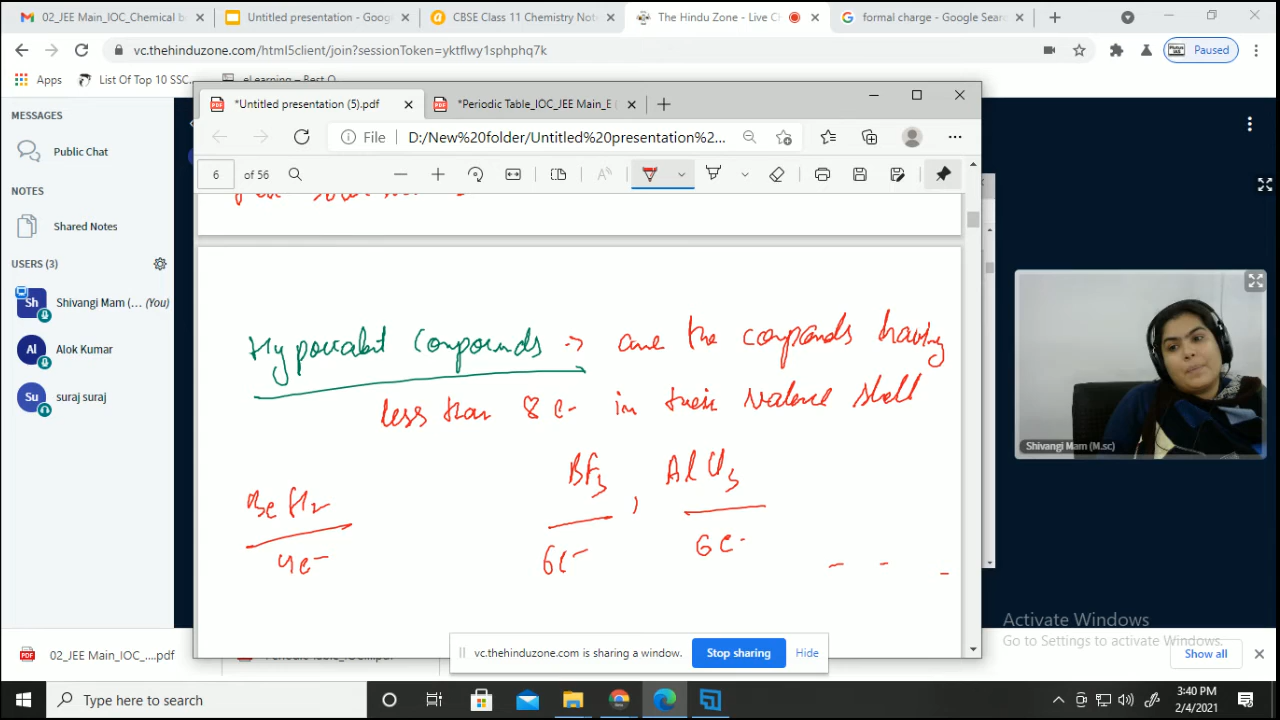 02_JEE Main_IOC_Chemical b
Untitled presentation - Goog
CBSE Class 11 Chemistry Note
The Hindu Zone - Live C
formal charge - Google Sear
vc.thehinduzone.com/html5client/join?sessionToken=yktflwy1sphphq7k
Paused
Apps
List Of Top 10 SSC...
eLearning – Best O
MESSAGES
Public Chat
NOTES
Shared Notes
USERS (3)
Sh Shivangi Mam (... (You)
Al Alok Kumar
Su suraj suraj
*Untitled presentation (5).pdf
*Periodic Table_IOC_JEE Main_E (
File D:/New%20folder/Untitled%20presentation%2...
6 of 56
Hypovalent Compounds → are the compounds having
less than 8 e- in their valence shell
BeH2
4e-
BF3 , AlCl3
6e- 6e-
Shivangi Mam (M.sc)
Activate Windows
Go to Settings to activate Windows.
vc.thehinduzone.com is sharing a window.
Stop sharing
Hide
02_JEE Main_IOC_....pdf
Show all
Type here to search
3:40 PM
2/4/2021